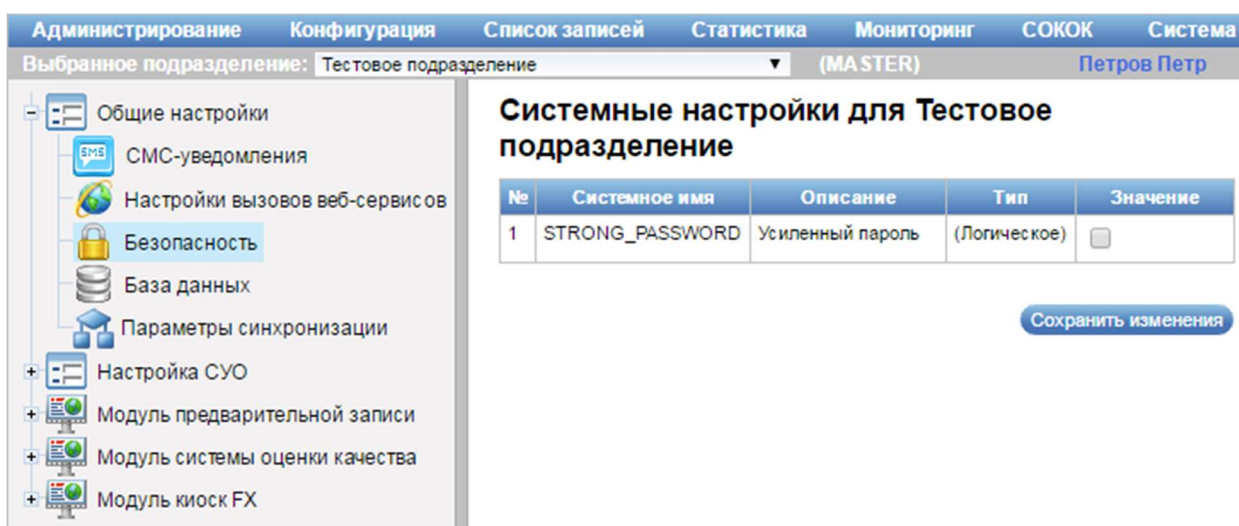 Администрирование Конфигурация Список записей Статистика Мониторинг СОКОК Система
Выбранное подразделение: Тестовое подразделение (MASTER) Петров Петр
Общие настройки
SMS
СМС-уведомления
Настройки вызовов веб-сервисов
Безопасность
База данных
Параметры синхронизации
Настройка СУО
Модуль предварительной записи
Модуль системы оценки качества
Модуль киоск FX
Системные настройки для Тестовое
подразделение
№ Системное имя Описание Тип Значение
1 STRONG_PASSWORD Усиленный пароль (Логическое)
Сохранить изменения